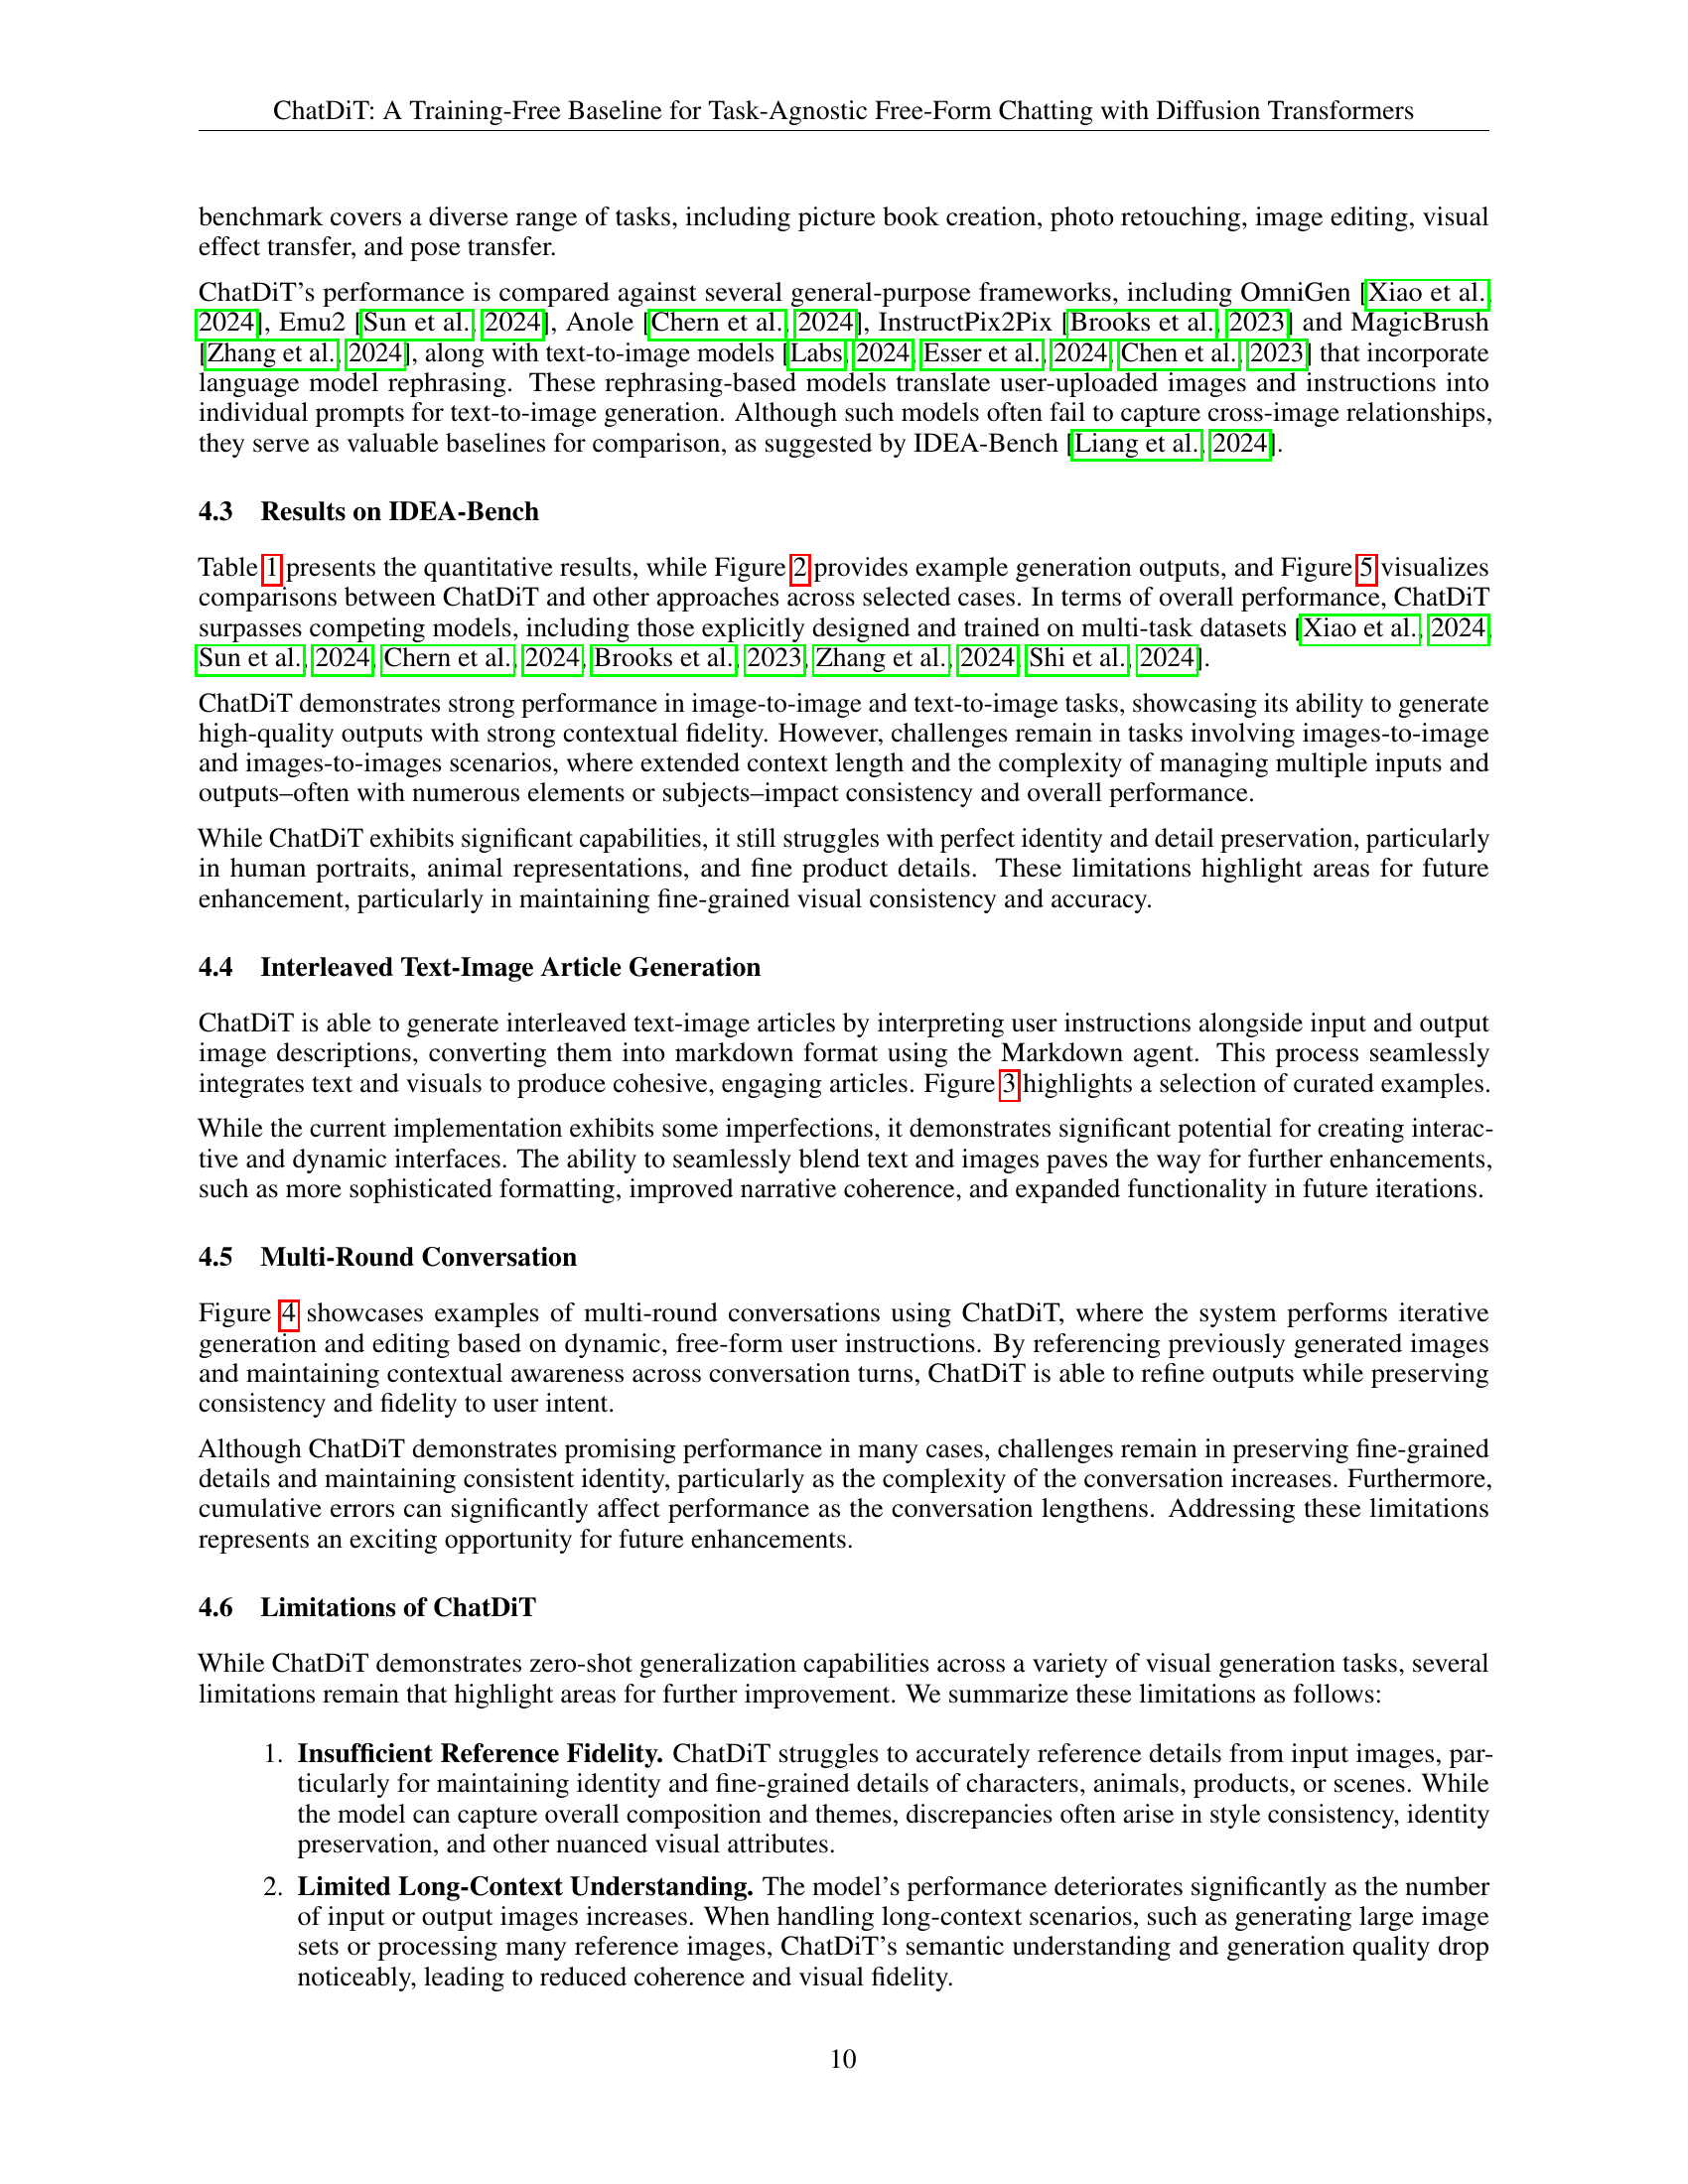 ChatDiT: A Training-Free Baseline for Task-Agnostic Free-Form Chatting with Diffusion Transformers
benchmark covers a diverse range of tasks, including picture book creation, photo retouching, image editing, visual
effect transfer, and pose transfer.
ChatDiT's performance is compared against several general-purpose frameworks, including OmniGen [Xiao et al.,
2024], Emu2 [Sun et al., 2024], Anole [Chern et al., 2024], InstructPix2Pix [Brooks et al., 2023] and MagicBrush
[Zhang et al., 2024], along with text-to-image models [Labs, 2024, Esser et al., 2024, Chen et al., 2023] that incorporate
language model rephrasing. These rephrasing-based models translate user-uploaded images and instructions into
individual prompts for text-to-image generation. Although such models often fail to capture cross-image relationships,
they serve as valuable baselines for comparison, as suggested by IDEA-Bench [Liang et al., 2024].
4.3 Results on IDEA-Bench
Table 1 presents the quantitative results, while Figure 2 provides example generation outputs, and Figure 5 visualizes
comparisons between ChatDiT and other approaches across selected cases. In terms of overall performance, ChatDiT
surpasses competing models, including those explicitly designed and trained on multi-task datasets [Xiao et al., 2024,
Sun et al., 2024, Chern et al., 2024, Brooks et al., 2023, Zhang et al., 2024, Shi et al., 2024].
ChatDiT demonstrates strong performance in image-to-image and text-to-image tasks, showcasing its ability to generate
high-quality outputs with strong contextual fidelity. However, challenges remain in tasks involving images-to-image
and images-to-images scenarios, where extended context length and the complexity of managing multiple inputs and
outputs–often with numerous elements or subjects–impact consistency and overall performance.
While ChatDiT exhibits significant capabilities, it still struggles with perfect identity and detail preservation, particularly
in human portraits, animal representations, and fine product details. These limitations highlight areas for future
enhancement, particularly in maintaining fine-grained visual consistency and accuracy.
4.4 Interleaved Text-Image Article Generation
ChatDiT is able to generate interleaved text-image articles by interpreting user instructions alongside input and output
image descriptions, converting them into markdown format using the Markdown agent. This process seamlessly
integrates text and visuals to produce cohesive, engaging articles. Figure 3 highlights a selection of curated examples.
While the current implementation exhibits some imperfections, it demonstrates significant potential for creating interac-
tive and dynamic interfaces. The ability to seamlessly blend text and images paves the way for further enhancements,
such as more sophisticated formatting, improved narrative coherence, and expanded functionality in future iterations.
4.5 Multi-Round Conversation
Figure 4 showcases examples of multi-round conversations using ChatDiT, where the system performs iterative
generation and editing based on dynamic, free-form user instructions. By referencing previously generated images
and maintaining contextual awareness across conversation turns, ChatDiT is able to refine outputs while preserving
consistency and fidelity to user intent.
Although ChatDiT demonstrates promising performance in many cases, challenges remain in preserving fine-grained
details and maintaining consistent identity, particularly as the complexity of the conversation increases. Furthermore,
cumulative errors can significantly affect performance as the conversation lengthens. Addressing these limitations
represents an exciting opportunity for future enhancements.
4.6 Limitations of ChatDiT
While ChatDiT demonstrates zero-shot generalization capabilities across a variety of visual generation tasks, several
limitations remain that highlight areas for further improvement. We summarize these limitations as follows:
1. Insufficient Reference Fidelity. ChatDiT struggles to accurately reference details from input images, par-
ticularly for maintaining identity and fine-grained details of characters, animals, products, or scenes. While
the model can capture overall composition and themes, discrepancies often arise in style consistency, identity
preservation, and other nuanced visual attributes.
2. Limited Long-Context Understanding. The model's performance deteriorates significantly as the number
of input or output images increases. When handling long-context scenarios, such as generating large image
sets or processing many reference images, ChatDiT's semantic understanding and generation quality drop
noticeably, leading to reduced coherence and visual fidelity.
10